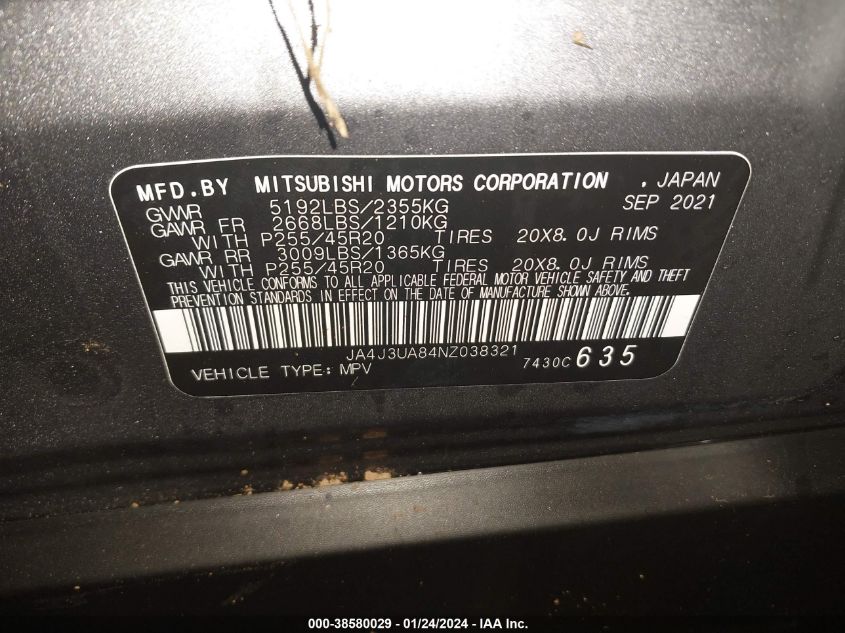 MFD.BY MITSUBISHI MOTORS CORPORATION . JAPAN
GVWR 5192LBS/2355KG SEP 2021
GAWR FR 2668LBS/1210KG
WITH P255/45R20 TIRES 20X8.0J RIMS
GAWR RR 3009LBS/1365KG
WITH P255/45R20 TIRES 20X8.0J RIMS
THIS VEHICLE CONFORMS TO ALL APPLICABLE FEDERAL MOTOR VEHICLE SAFETY AND THEFT
PREVENTION STANDARDS IN EFFECT ON THE DATE OF MANUFACTURE SHOWN ABOVE.
JA4J3UA84NZ038321
VEHICLE TYPE: MPV 7430C 635
000-38580029 - 01/24/2024 - IAA Inc.